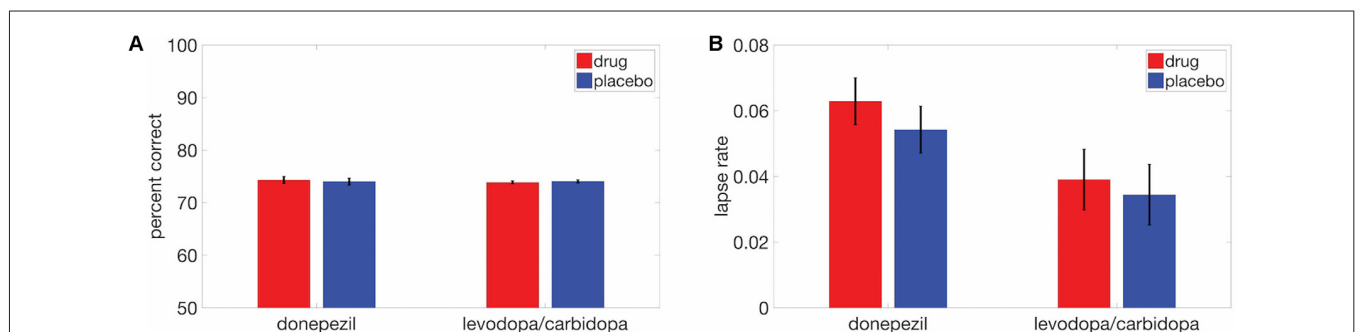 A
100
90
80
70
60
50
percent correct
drug
placebo
donepezil
levodopa/carbidopa
B
0.08
0.06
0.04
0.02
0
lapse rate
drug
placebo
donepezil
levodopa/carbidopa